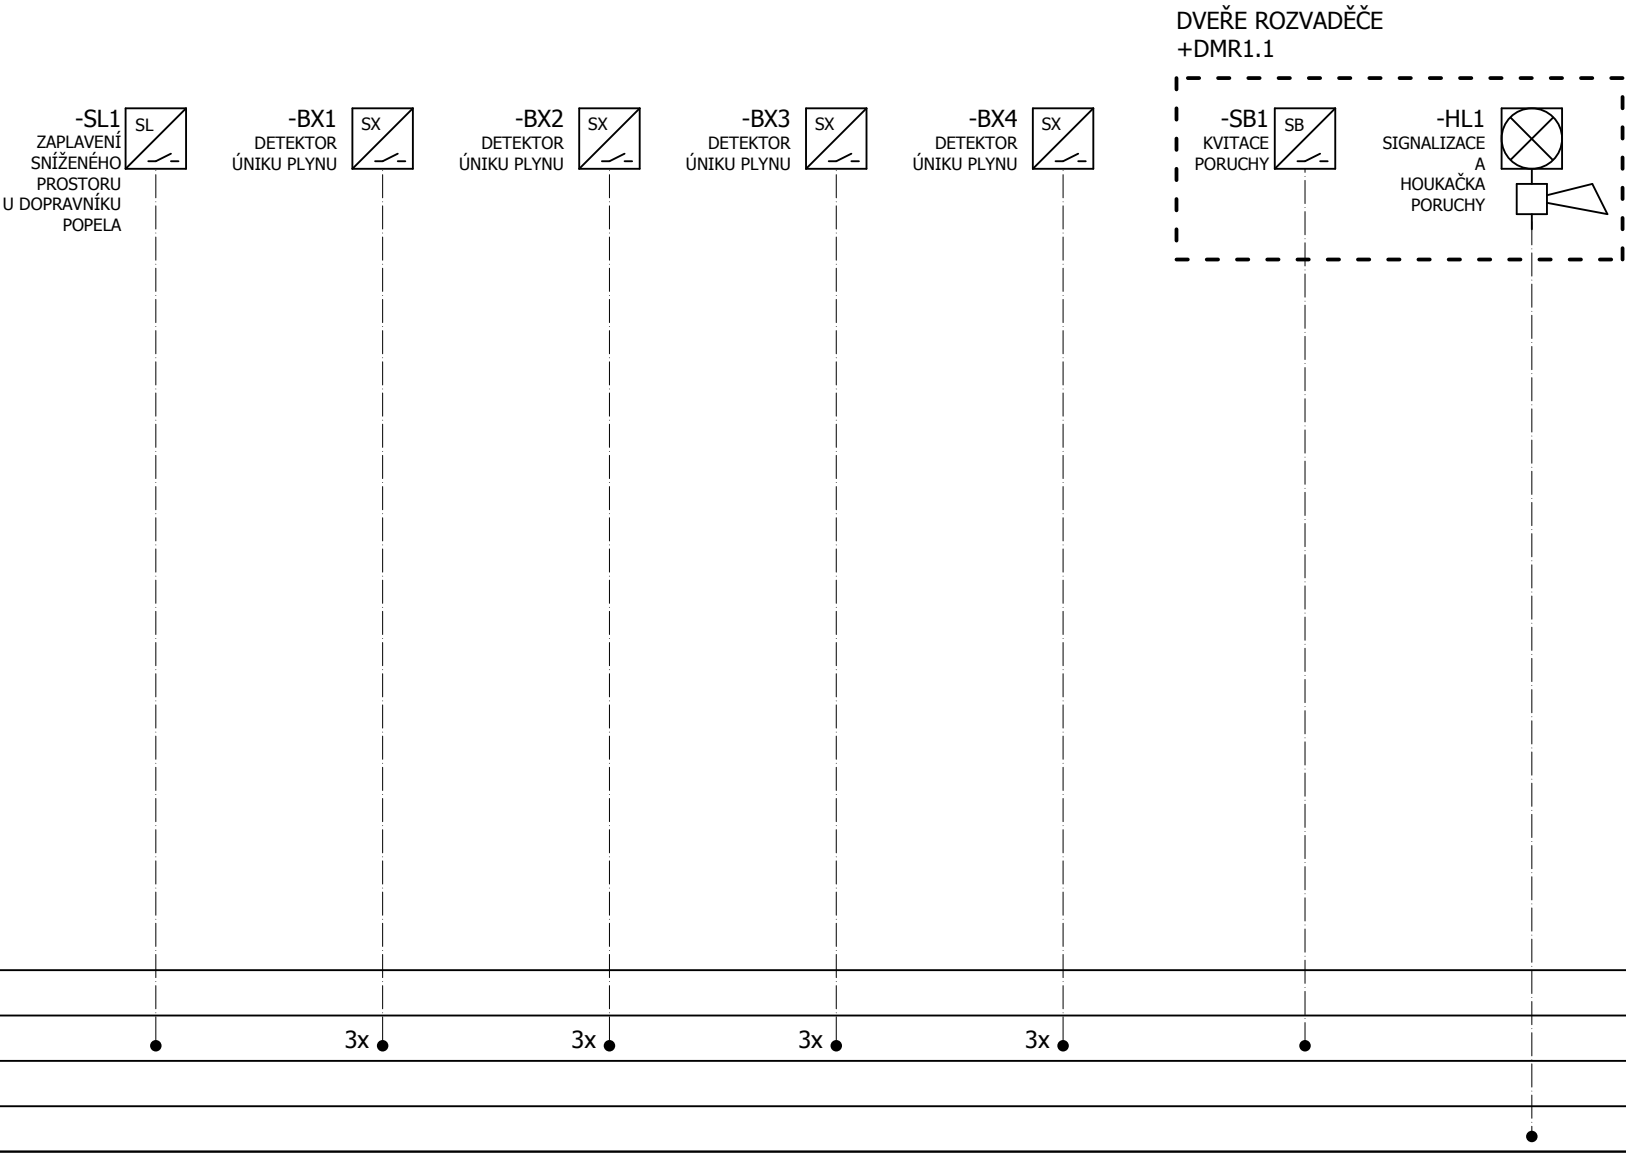 DVEŘE ROZVADĚČE
+DMR1.1
-SL1
ZAPLAVENÍ
SNÍŽENÉHO
PROSTORU
U DOPRAVNÍKU
POPELA
SL
-BX1
DETEKTOR
ÚNIKU PLYNU
SX
-BX2
DETEKTOR
ÚNIKU PLYNU
SX
-BX3
DETEKTOR
ÚNIKU PLYNU
SX
-BX4
DETEKTOR
ÚNIKU PLYNU
SX
-SB1
KVITACE
PORUCHY
SB
-HL1
SIGNALIZACE
A
HOUKAČKA
PORUCHY
3x
3x
3x
3x